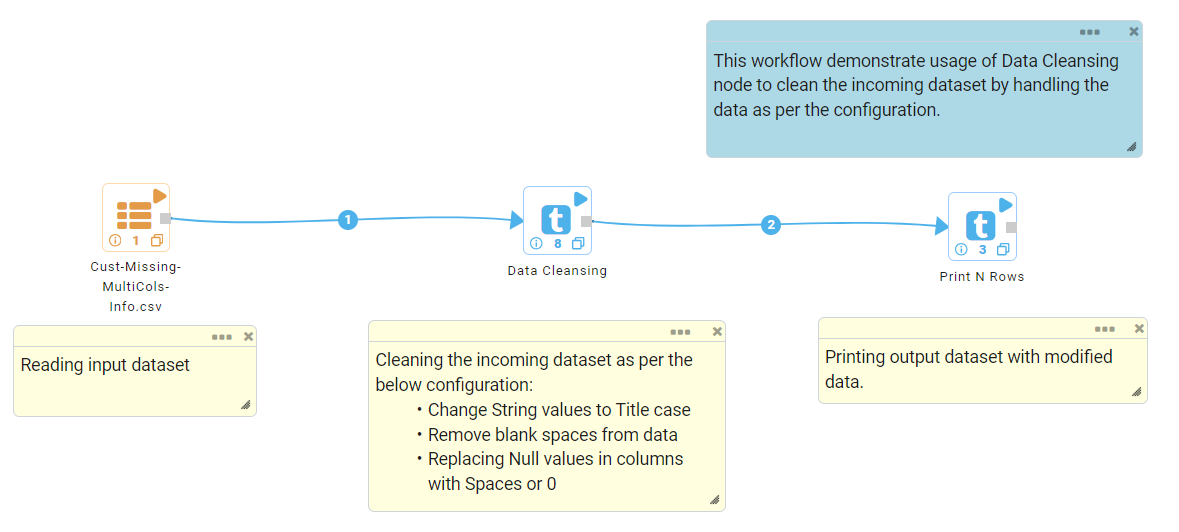 This workflow demonstrate usage of Data Cleansing
node to clean the incoming dataset by handling the
data as per the configuration.
1
2
1
8
3
Cust-Missing-
MultiCols-
Info.csv
Data Cleansing
Print N Rows
Reading input dataset
Cleaning the incoming dataset as per the
below configuration:
• Change String values to Title case
• Remove blank spaces from data
• Replacing Null values in columns
with Spaces or 0
Printing output dataset with modified
data.